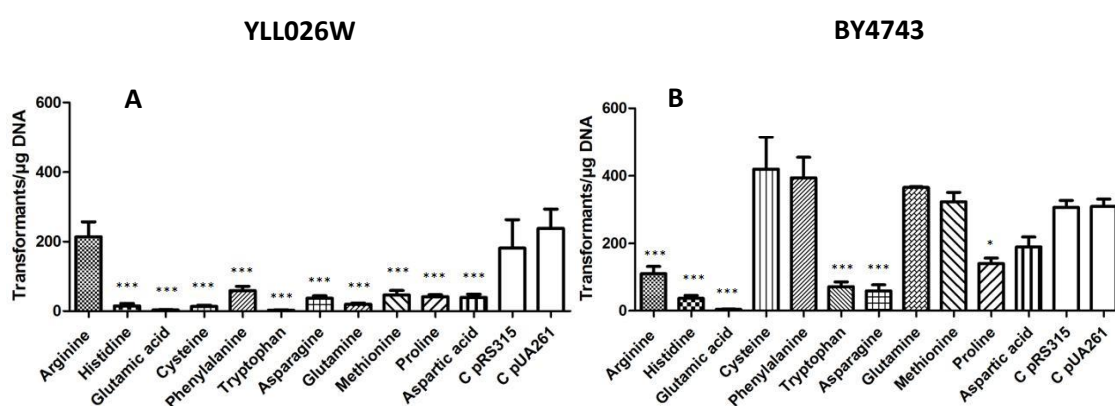 YLL026W
BY4743
A
Transformants/µg DNA
600
400
200
0
***
***
***
***
***
***
***
***
***
***
Arginine
Histidine
Glutamic acid
Cysteine
Phenylalanine
Tryptophan
Asparagine
Glutamine
Methionine
Proline
Aspartic acid
C pRS315
C pUA261
B
Transformants/µg DNA
600
400
200
0
***
***
***
***
***
*
Arginine
Histidine
Glutamic acid
Cysteine
Phenylalanine
Tryptophan
Asparagine
Glutamine
Methionine
Proline
Aspartic acid
C pRS315
C pUA261